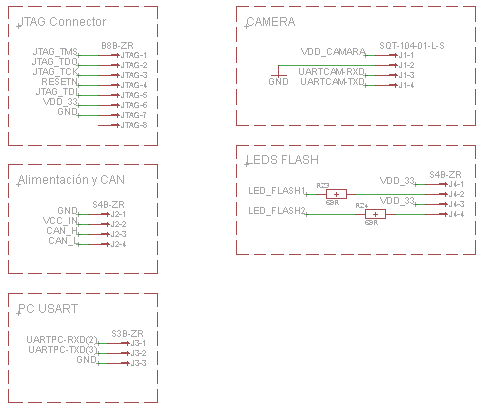 JTAG Connector
B8B-ZR
JTAG_TMS JTAG-1
JTAG_TDO JTAG-2
JTAG_TCK JTAG-3
RESETN JTAG-4
JTAG_TDI JTAG-5
VDD_33 JTAG-6
GND JTAG-7
JTAG-8
CAMERA
SQT-104-01-L-S
VDD_CAMARA J1-1
J1-2
GND
UARTCAM-RXD J1-3
UARTCAM-TXD J1-4
LEDS FLASH
S4B-ZR
VDD_33 J4-1
LED_FLASH1 R23 68R J4-2
VDD_33 J4-3
LED_FLASH2 R24 68R J4-4
Alimentación y CAN
S4B-ZR
GND J2-1
VCC_IN J2-2
CAN_H J2-3
CAN_L J2-4
PC USART
S3B-ZR
UARTPC-RXD(2) J3-1
UARTPC-TXD(3) J3-2
GND J3-3